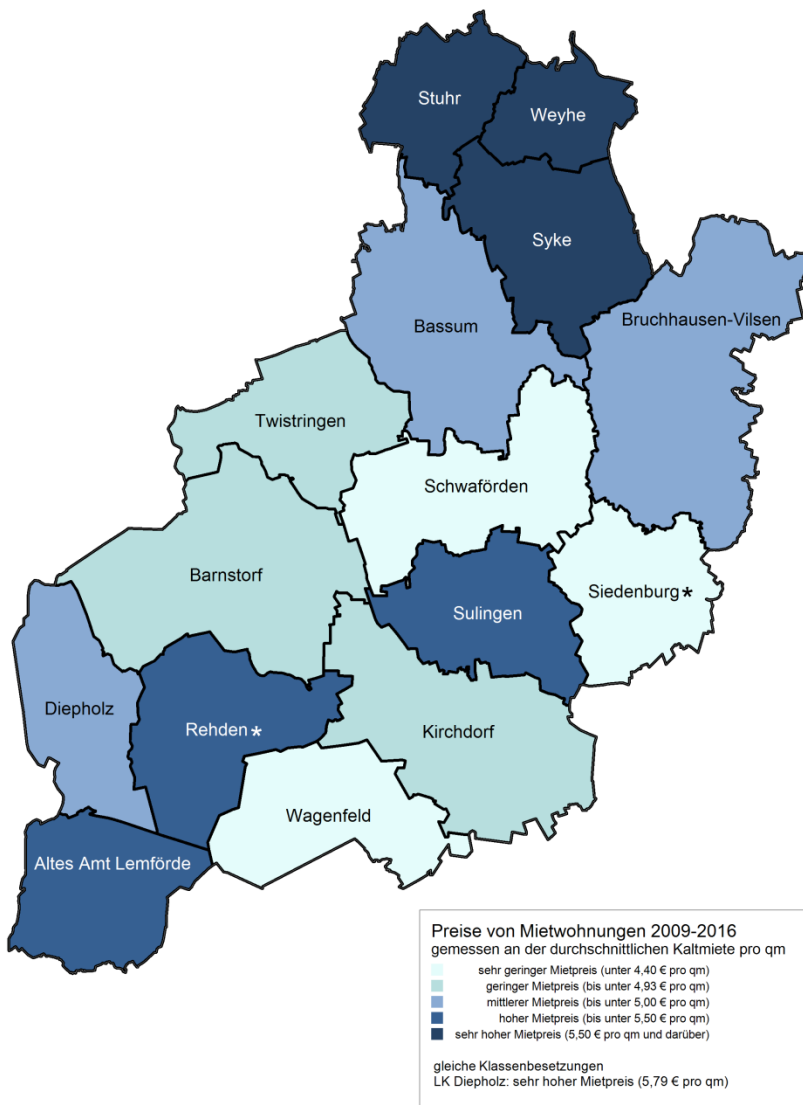 Stuhr
Weyhe
Syke
Bassum
Bruchhausen-Vilsen
Twistringen
Schwaförden
Barnstorf
Siedenburg*
Sulingen
Diepholz
Rehden*
Kirchdorf
Wagenfeld
Altes Amt Lemförde
Preise von Mietwohnungen 2009-2016
gemessen an der durchschnittlichen Kaltmiete pro qm
sehr geringer Mietpreis (unter 4,40 € pro qm)
geringer Mietpreis (bis unter 4,93 € pro qm)
mittlerer Mietpreis (bis unter 5,00 € pro qm)
hoher Mietpreis (bis unter 5,50 € pro qm)
sehr hoher Mietpreis (5,50 € pro qm und darüber)
gleiche Klassenbesetzungen
LK Diepholz: sehr hoher Mietpreis (5,79 € pro qm)